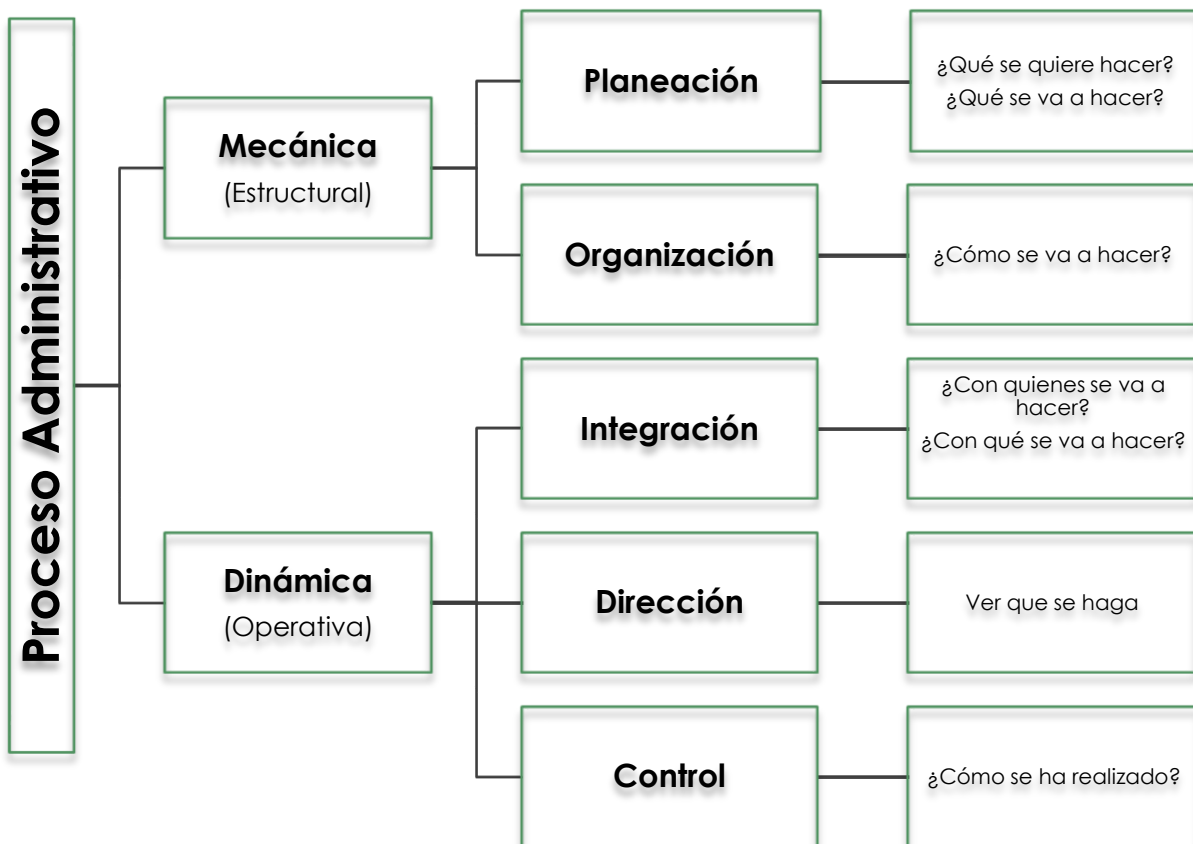 Proceso Administrativo
Mecánica
(Estructural)
Planeación
¿Qué se quiere hacer?
¿Qué se va a hacer?
Organización
¿Cómo se va a hacer?
Dinámica
(Operativa)
Integración
¿Con quienes se va a
hacer?
¿Con qué se va a hacer?
Dirección
Ver que se haga
Control
¿Cómo se ha realizado?